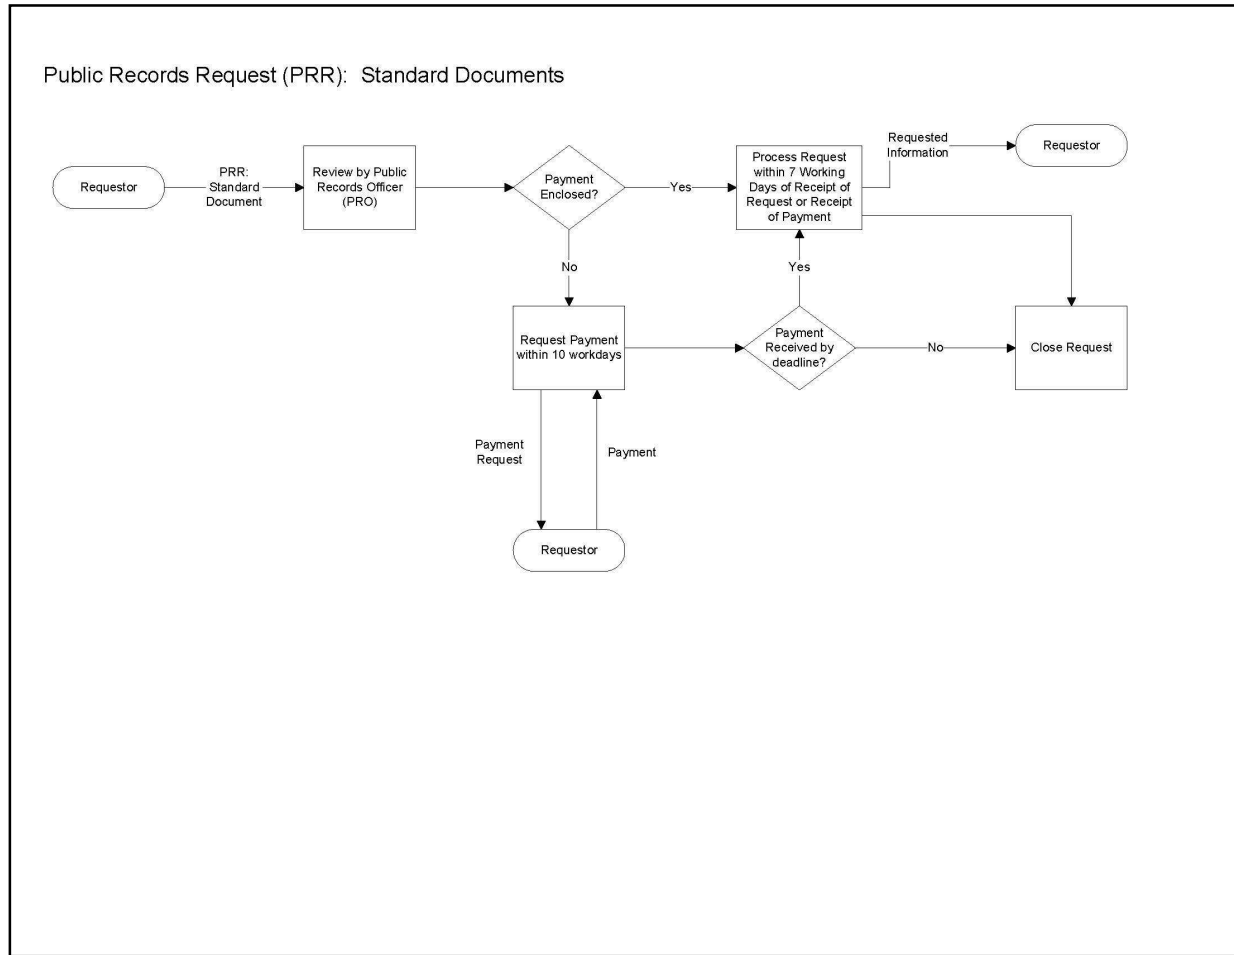 Public Records Request (PRR): Standard Documents
Requestor
PRR:
Standard
Document
Review by Public
Records Officer
(PRO)
Payment
Enclosed?
Yes
Process Request
within 7 Working
Days of Receipt of
Request or Receipt
of Payment
Requested
Information
Requestor
No
Yes
Request Payment
within 10 workdays
Payment
Received by
deadline?
No
Close Request
Payment
Request
Payment
Requestor